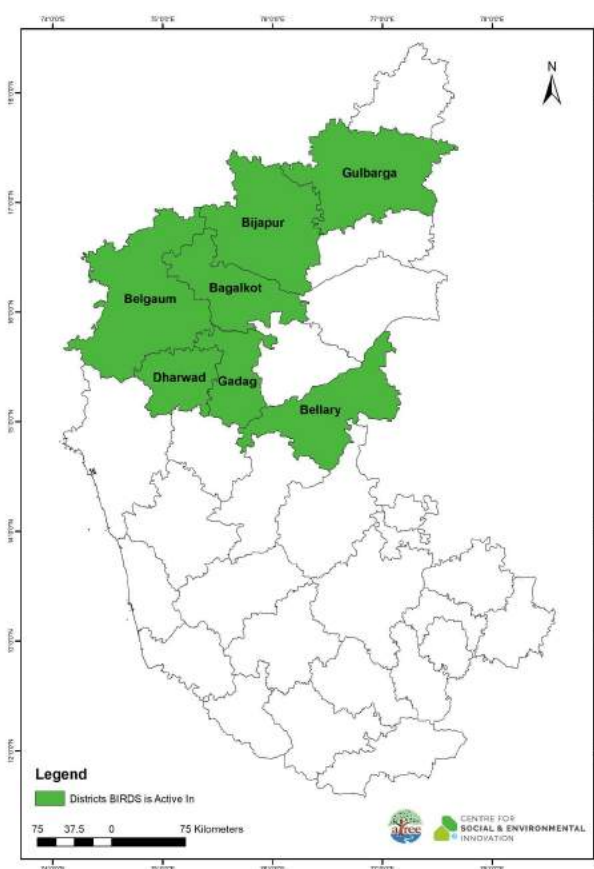 N
Gulbarga
Bijapur
Bagalkot
Belgaum
Dharwad
Gadag
Bellary
Legend
Districts BIRDS is Active In
75 37.5 0 75 Kilometers
atree
CENTRE FOR
SOCIAL & ENVIRONMENTAL
INNOVATION